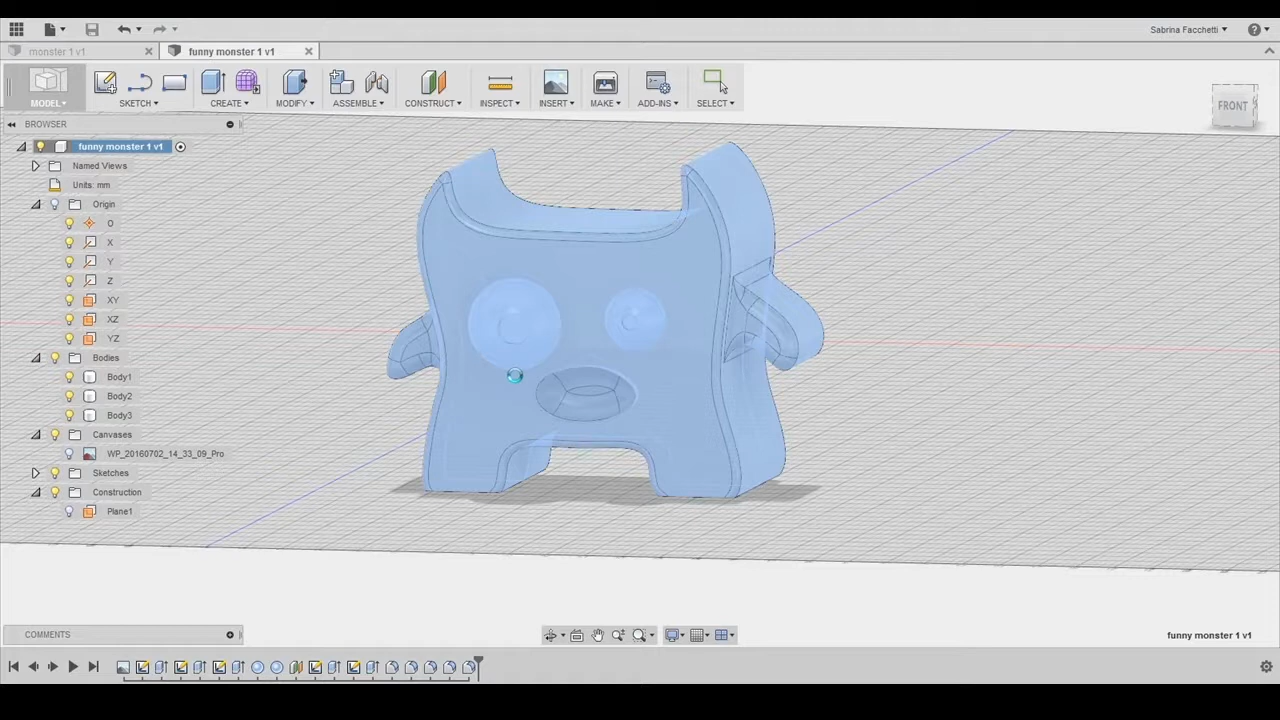 Sabrina Facchetti
monster 1 v1
funny monster 1 v1
MODEL
SKETCH
CREATE
MODIFY
ASSEMBLE
CONSTRUCT
INSPECT
INSERT
MAKE
ADD-INS
SELECT
FRONT
BROWSER
funny monster 1 v1
Named Views
Units: mm
Origin
O
X
Y
Z
XY
XZ
YZ
Bodies
Body1
Body2
Body3
Canvases
WP_20160702_14_33_09_Pro
Sketches
Construction
Plane1
COMMENTS
funny monster 1 v1